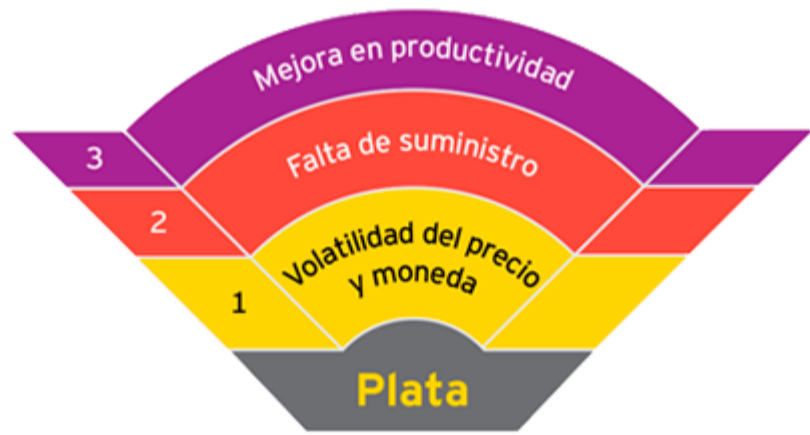 Mejora en productividad
3
Falta de suministro
2
Volatilidad del precio
y moneda
1
Plata